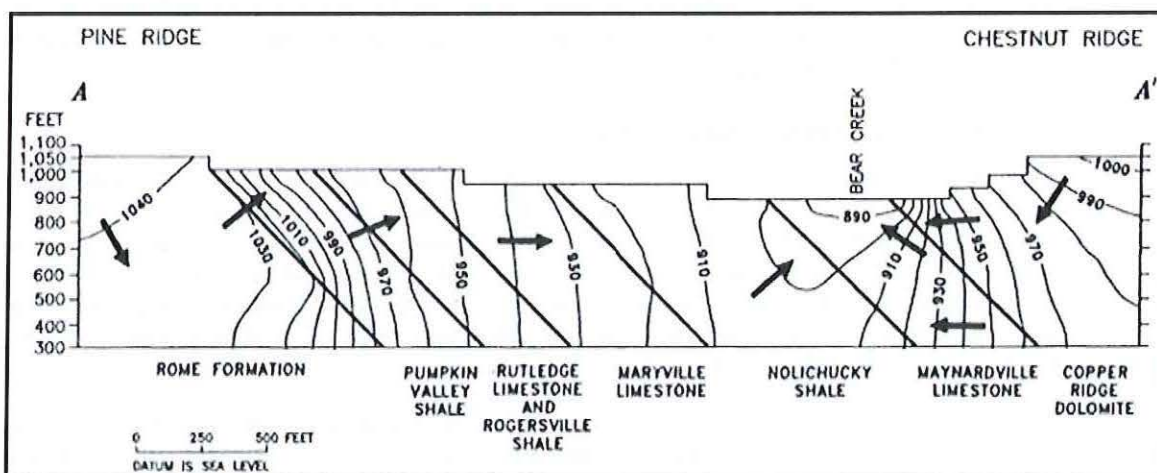 PINE RIDGE
CHESTNUT RIDGE
A
A'
FEET
1,100
1,050
1,000
900
800
700
600
500
400
300
BEAR CREEK
1040
1030
1010
990
970
950
930
910
890
910
930
950
970
990
1000
ROME FORMATION
PUMPKIN
VALLEY
SHALE
RUTLEDGE
LIMESTONE
AND
ROGERSVILLE
SHALE
MARYVILLE
LIMESTONE
NOLICHUCKY
SHALE
MAYNARDVILLE
LIMESTONE
COPPER
RIDGE
DOLOMITE
0 250 500 FEET
DATUM IS SEA LEVEL